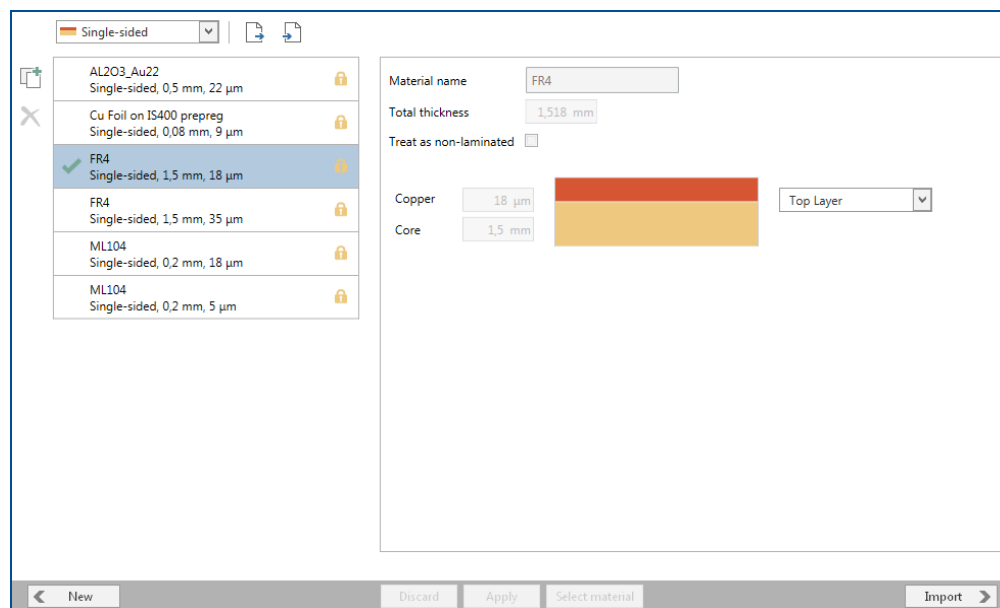 Single-sided
AL2O3_Au22
Single-sided, 0,5 mm, 22 µm
Cu Foil on IS400 prepreg
Single-sided, 0,08 mm, 9 µm
FR4
Single-sided, 1,5 mm, 18 µm
FR4
Single-sided, 1,5 mm, 35 µm
ML104
Single-sided, 0,2 mm, 18 µm
ML104
Single-sided, 0,2 mm, 5 µm
Material name FR4
Total thickness 1,518 mm
Treat as non-laminated
Copper 18 µm Top Layer
Core 1,5 mm
New Discard Apply Select material Import